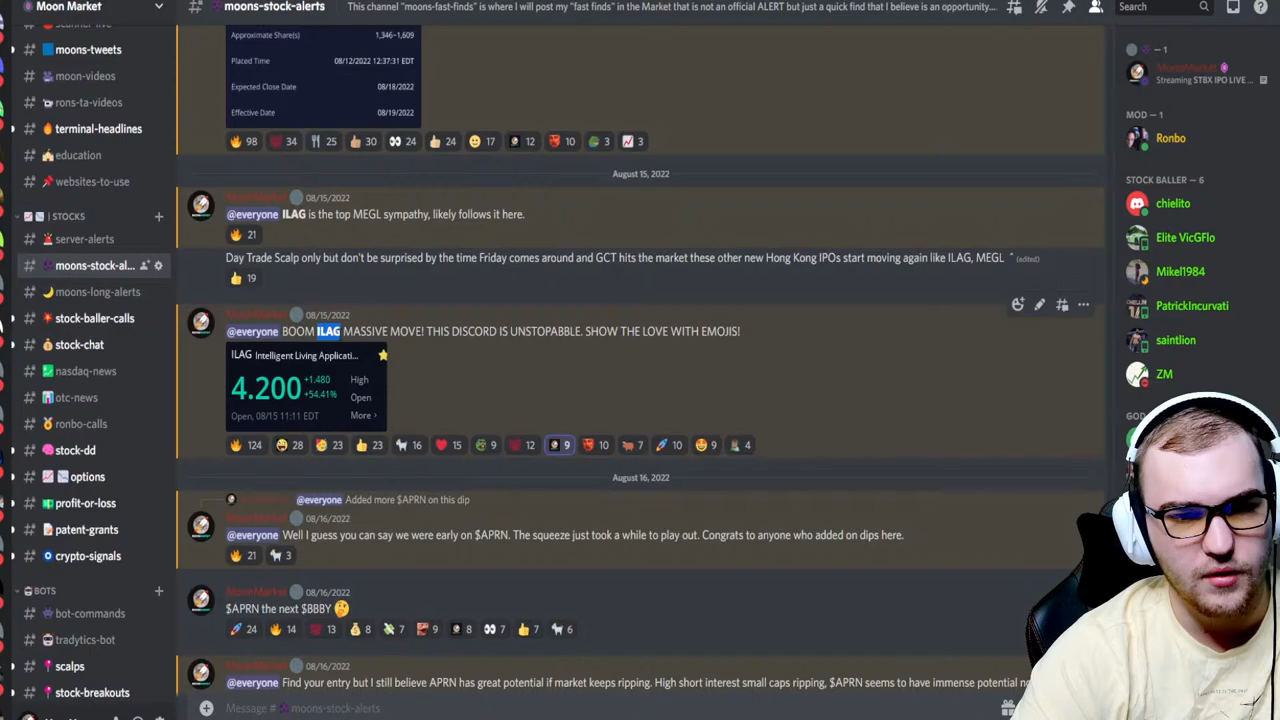 Moon Market
moons-stock-alerts
This channel "moons-fast-finds" is where I will post my "fast finds" in the Market that is not an official ALERT but just a quick find that I believe is an opportunity...
Search
scanner-live
moons-tweets
moon-videos
rons-ta-videos
terminal-headlines
education
websites-to-use
| STOCKS
server-alerts
moons-stock-al...
moons-long-alerts
stock-baller-calls
stock-chat
nasdaq-news
otc-news
ronbo-calls
stock-dd
options
profit-or-loss
patent-grants
crypto-signals
BOTS
bot-commands
tradytics-bot
scalps
stock-breakouts
Approximate Share(s) 1,346~1,609
Placed Time 08/12/2022 12:37:31 EDT
Expected Close Date 08/18/2022
Effective Date 08/19/2022
98 34 25 30 24 24 17 12 10 3 3
August 15, 2022
MoonMarket 08/15/2022
@everyone ILAG is the top MEGL sympathy, likely follows it here.
21
Day Trade Scalp only but don't be surprised by the time Friday comes around and GCT hits the market these other new Hong Kong IPOs start moving again like ILAG, MEGL ^ (edited)
19
MoonMarket 08/15/2022
@everyone BOOM ILAG MASSIVE MOVE! THIS DISCORD IS UNSTOPABBLE. SHOW THE LOVE WITH EMOJIS!
ILAG Intelligent Living Applicati...
4.200 +1.480 +54.41%
High
Open
More ›
Open, 08/15 11:11 EDT
124 28 23 23 16 15 9 12 9 10 7 10 9 4
August 16, 2022
@everyone Added more $APRN on this dip
MoonMarket 08/16/2022
@everyone Well I guess you can say we were early on $APRN. The squeeze just took a while to play out. Congrats to anyone who added on dips here.
21 3
MoonMarket 08/16/2022
$APRN the next $BBBY
24 14 13 8 7 9 8 7 7 6
MoonMarket 08/16/2022
@everyone Find your entry but I still believe APRN has great potential if market keeps ripping. High short interest small caps ripping, $APRN seems to have immense potential
Message # moons-stock-alerts
— 1
MoonMarket
Streaming STBX IPO LIVE ...
MOD — 1
Ronbo
STOCK BALLER — 6
chielito
Elite VicGFlo
Mikel1984
PatrickIncurvati
saintlion
ZM